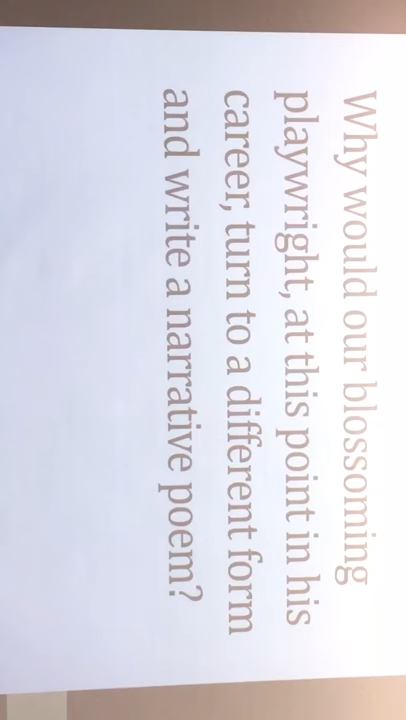 Why would our blossoming
playwright, at this point in his
career, turn to a different form
and write a narrative poem?